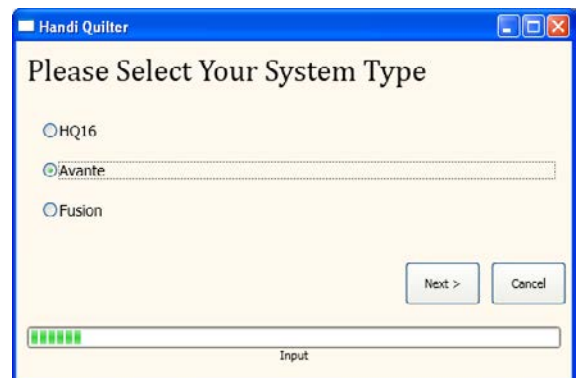 Handi Quilter
Please Select Your System Type
HQ16
Avante
Fusion
Next > Cancel
Input